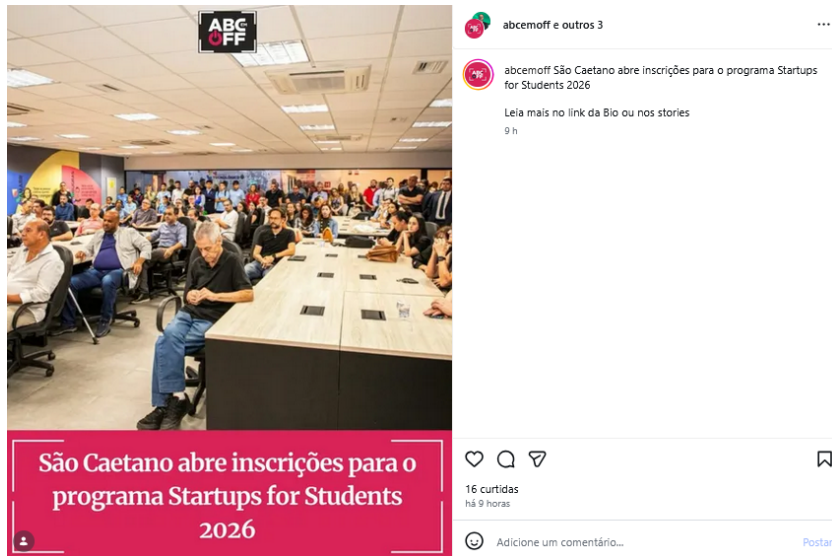 ABC EM
OFF
São Caetano abre inscrições para o
programa Startups for Students
2026
abcemoff e outros 3
abcemoff São Caetano abre inscrições para o programa Startups
for Students 2026
Leia mais no link da Bio ou nos stories
9 h
16 curtidas
há 9 horas
Adicione um comentário...
Postar